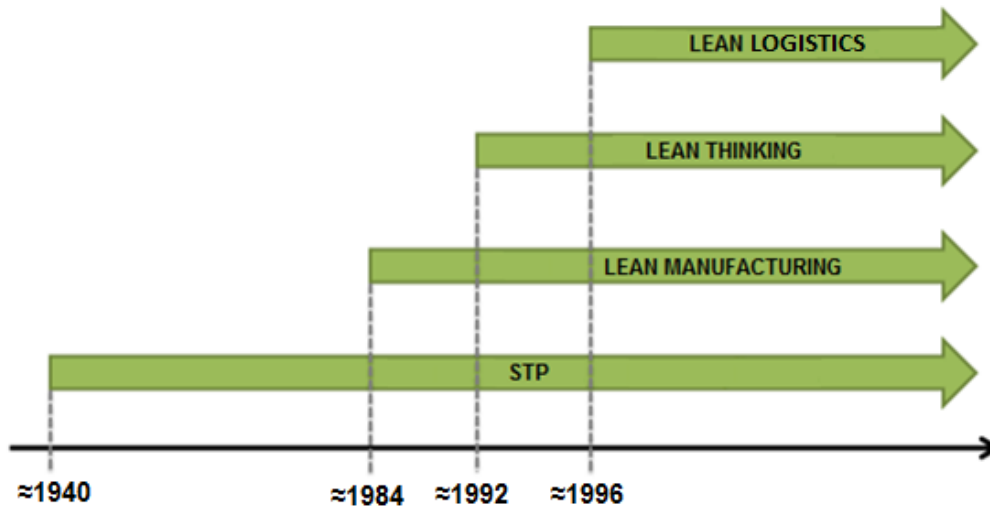 LEAN LOGISTICS
LEAN THINKING
LEAN MANUFACTURING
STP
≈1940
≈1984
≈1992
≈1996